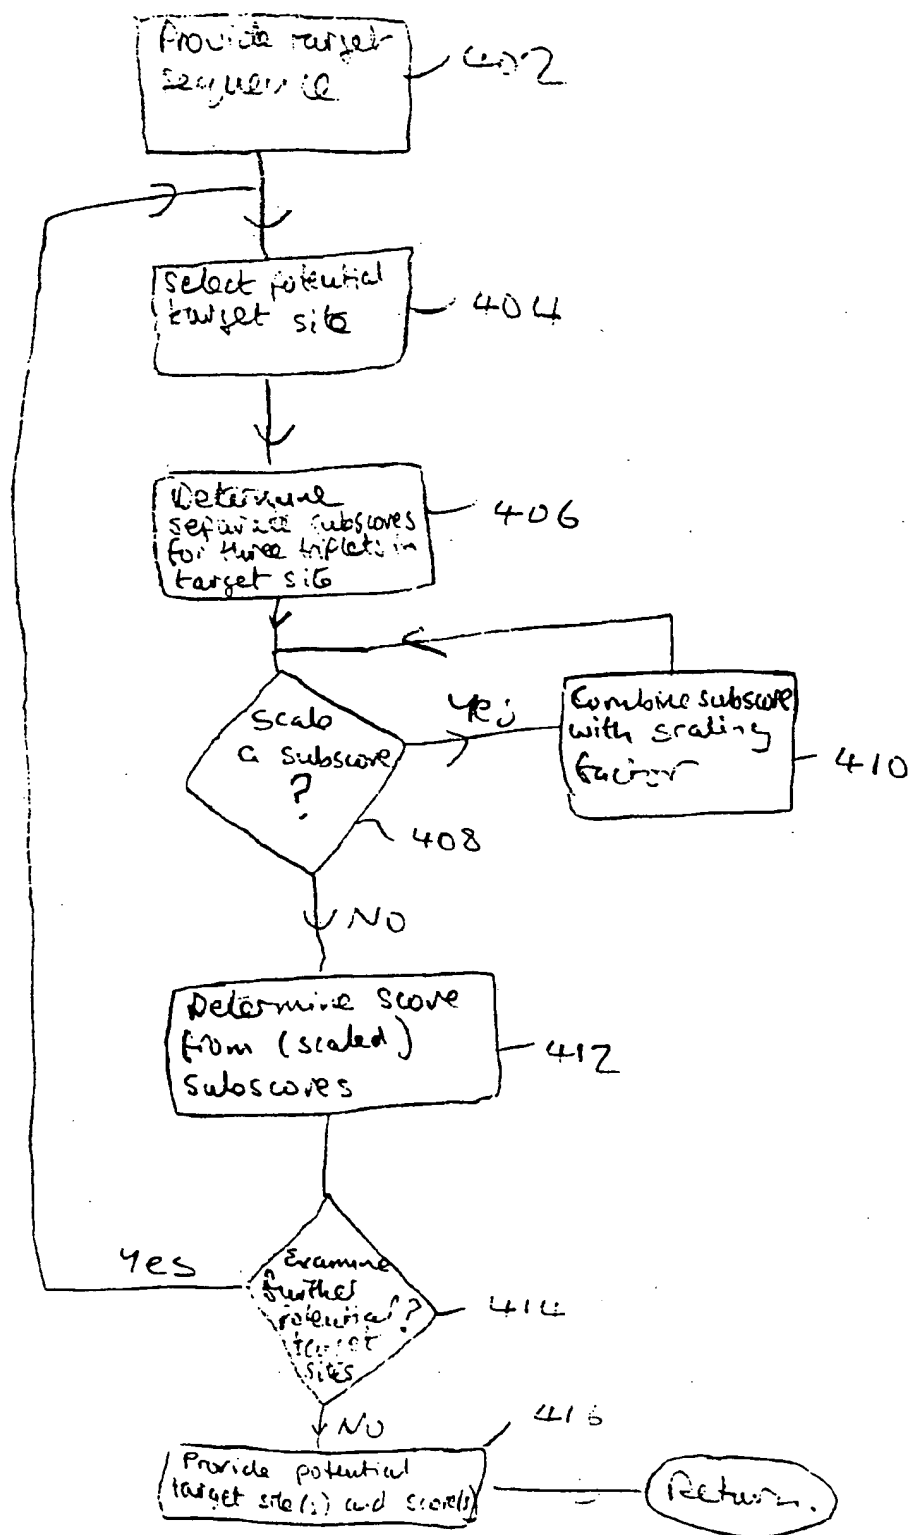 Provide target
sequence
402
Select potential
target site
404
Determine
separate subscores
for three triplets in
target site
406
Scale
a subscore
?
408
Yes
Combine subscore
with scaling
factor
410
NO
Determine score
from (scaled)
subscores
412
Yes
Examine
further
potential
target
sites
?
414
NO
416
Provide potential
target site(s) and score(s)
Return.